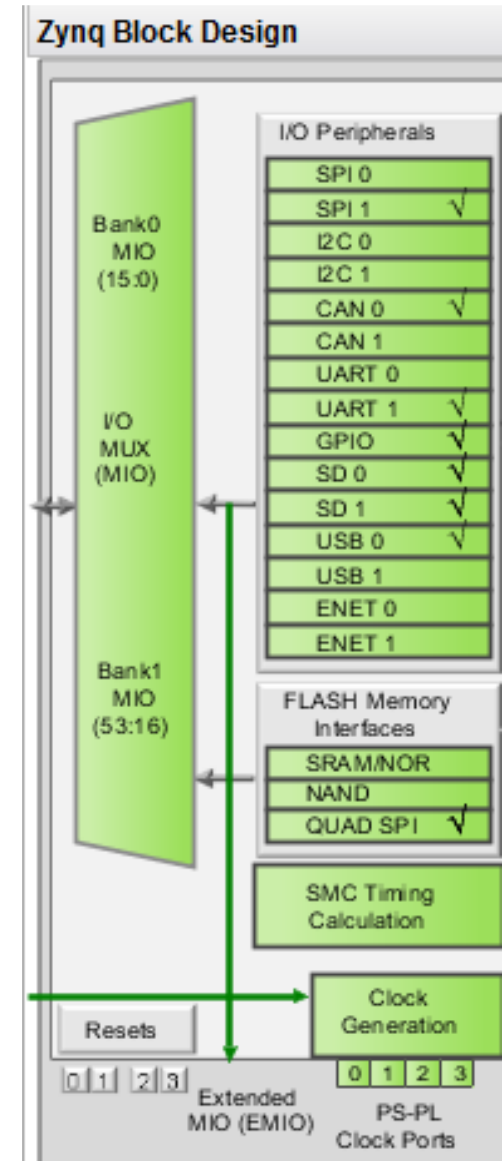 Zynq Block Design
Bank0
MIO
(15:0)
I/O
MUX
(MIO)
Bank1
MIO
(53:16)
I/O Peripherals
SPI 0
SPI 1 √
I2C 0
I2C 1
CAN 0 √
CAN 1
UART 0
UART 1 √
GPIO √
SD 0 √
SD 1 √
USB 0 √
USB 1
ENET 0
ENET 1
FLASH Memory
Interfaces
SRAM/NOR
NAND
QUAD SPI √
SMC Timing
Calculation
Clock
Generation
Resets
0 1 2 3
0 1 2 3
Extended
MIO (EMIO)
PS-PL
Clock Ports